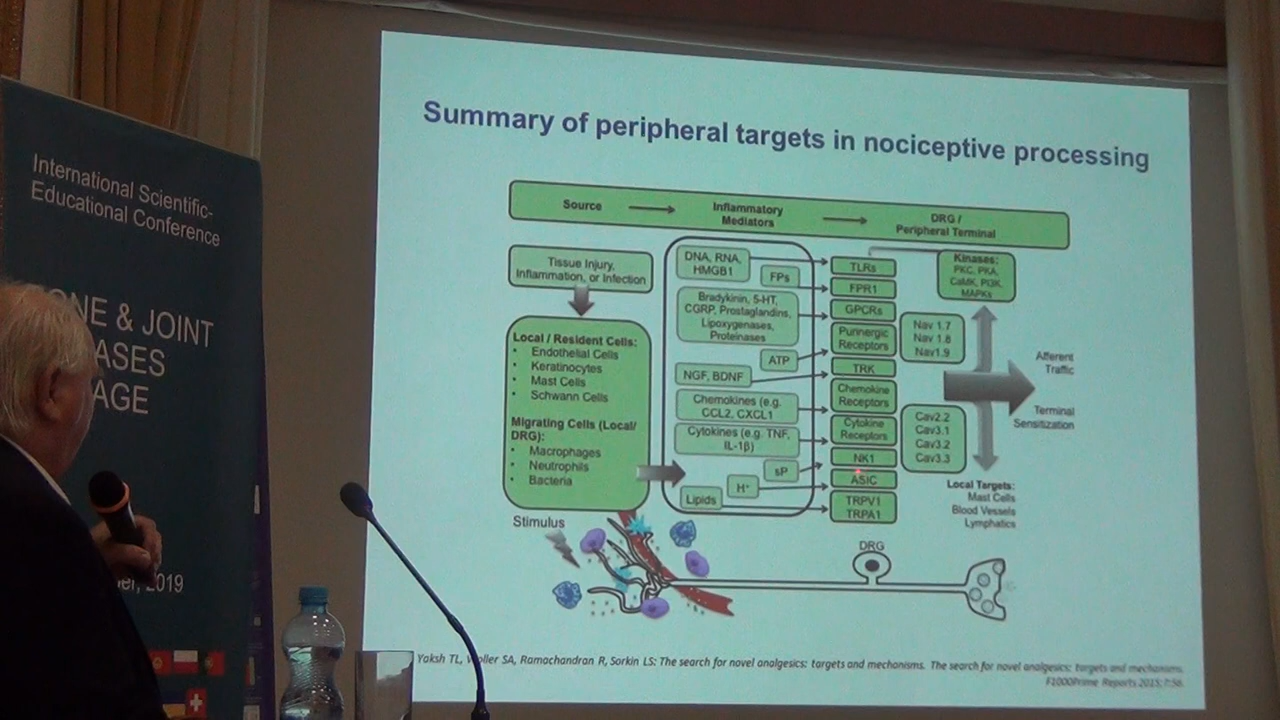 International Scientific-
Educational Conference
NE & JOINT
ASES
AGE
2019
Summary of peripheral targets in nociceptive processing
Source
Inflammatory
Mediators
DRG /
Peripheral Terminal
Tissue Injury,
Inflammation, or Infection
Local / Resident Cells:
• Endothelial Cells
• Keratinocytes
• Mast Cells
• Schwann Cells
Migrating Cells (Local/
DRG):
• Macrophages
• Neutrophils
• Bacteria
DNA, RNA,
HMGB1
FPs
Bradykinin, 5-HT,
CGRP, Prostaglandins,
Lipoxygenases,
Proteinases
ATP
NGF, BDNF
Chemokines (e.g.
CCL2, CXCL1
Cytokines (e.g. TNF,
IL-1β)
sP
H+
Lipids
TLRs
FPR1
GPCRs
Purinergic
Receptors
TRK
Chemokine
Receptors
Cytokine
Receptors
NK1
ASIC
TRPV1
TRPA1
Kinases:
PKC, PKA,
CaMK, PI3K,
MAPKs
Nav 1.7
Nav 1.8
Nav1.9
Cav2.2
Cav3.1
Cav3.2
Cav3.3
Afferent
Traffic
Terminal
Sensitization
Local Targets:
Mast Cells
Blood Vessels
Lymphatics
Stimulus
DRG
Yaksh TL, Woller SA, Ramachandran R, Sorkin LS: The search for novel analgesics: targets and mechanisms. The search for novel analgesics: targets and mechanisms.
F1000Prime Reports 2015;7:56.